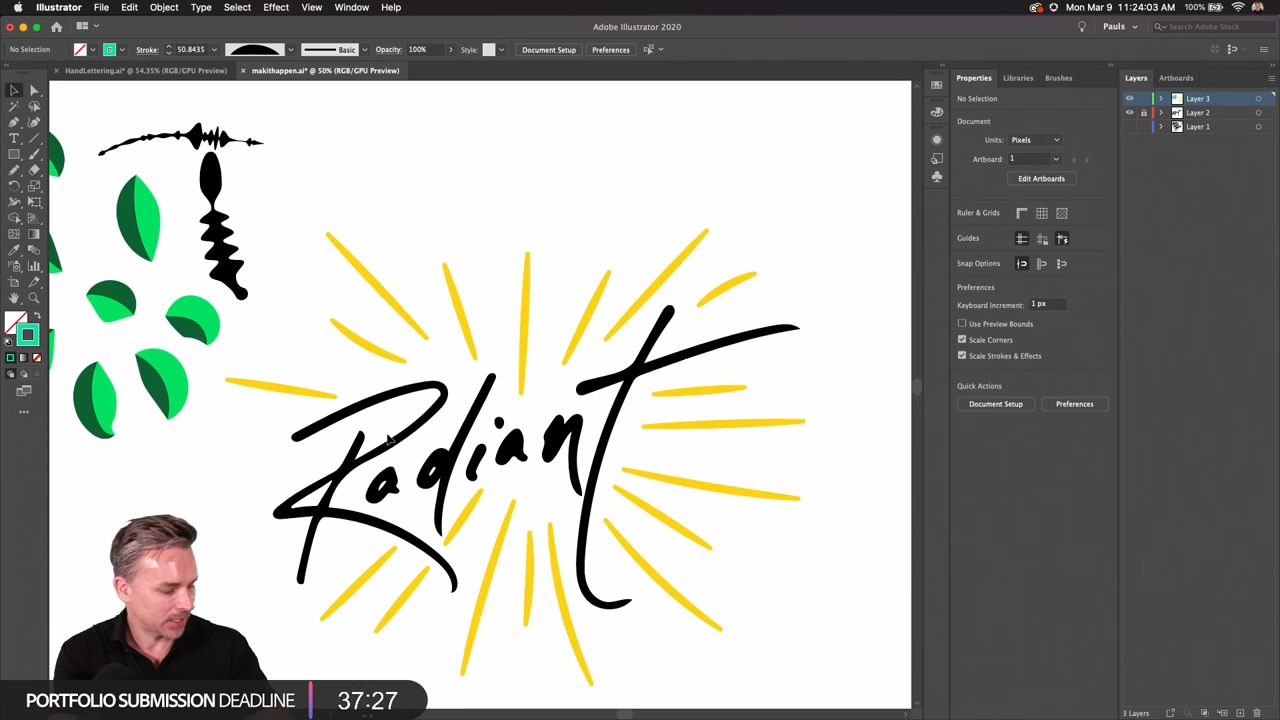 Illustrator File Edit Object Type Select Effect View Window Help
100% Mon Mar 9 11:24:03 AM
Adobe Illustrator 2020
Pauls
Search Adobe Stock
No Selection Stroke: 50.8435 Basic Opacity: 100% Style: Document Setup Preferences
HandLettering.ai* @ 54.35% (RGB/GPU Preview) makithappen.ai* @ 50% (RGB/GPU Preview)
Properties Libraries Brushes
No Selection
Document
Units: Pixels
Artboard: 1
Edit Artboards
Ruler & Grids
Guides
Snap Options
Preferences
Keyboard Increment: 1 px
Use Preview Bounds
Scale Corners
Scale Strokes & Effects
Quick Actions
Document Setup Preferences
Layers Artboards
Layer 3
Layer 2
Layer 1
3 Layers
Radiant
PORTFOLIO SUBMISSION DEADLINE 37:27